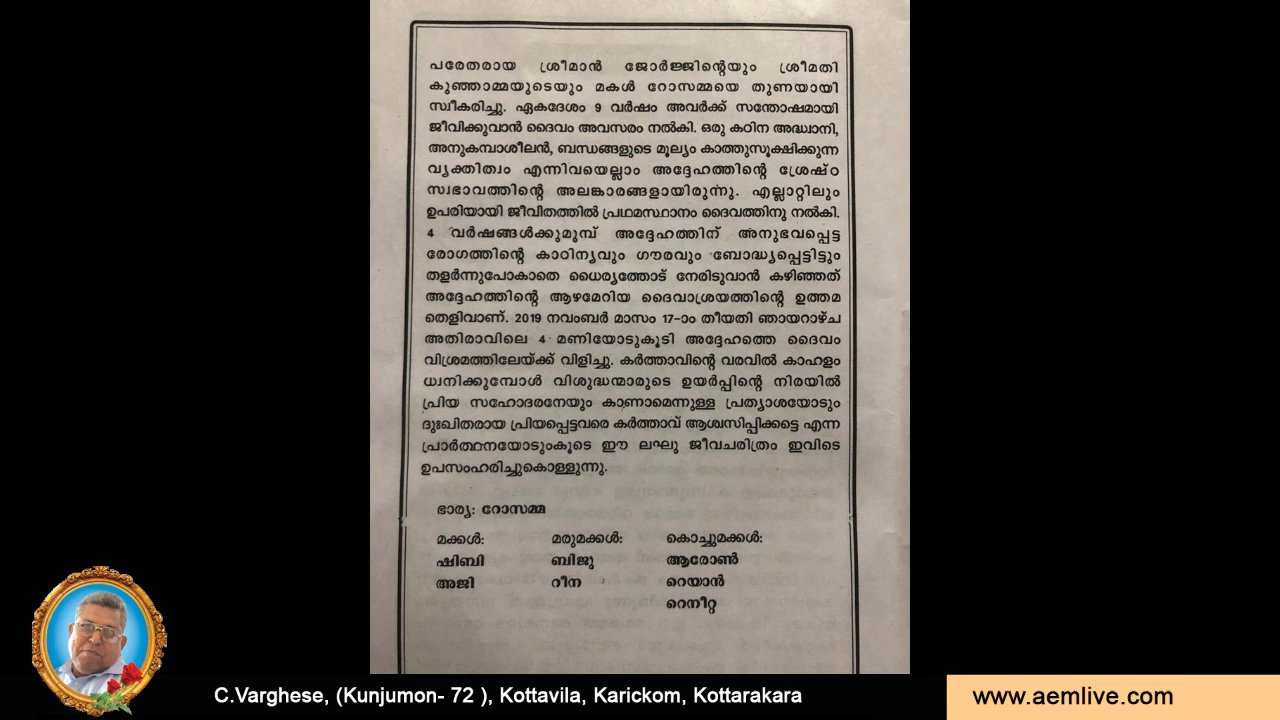 പരേതരായ ശ്രീമാൻ ജോർജ്ജിന്റെയും ശ്രീമതി
കുഞ്ഞാമ്മയുടെയും മകൾ റോസമ്മയെ തുണയായി
സ്വീകരിച്ചു. ഏകദേശം 9 വർഷം അവർക്ക് സന്തോഷമായി
ജീവിക്കുവാൻ ദൈവം അവസരം നൽകി. ഒരു കഠിന അദ്ധ്വാനി,
അനുകമ്പാശീലൻ, ബന്ധങ്ങളുടെ മൂല്യം കാത്തുസൂക്ഷിക്കുന്ന
വ്യക്തിത്വം എന്നിവയെല്ലാം അദ്ദേഹത്തിന്റെ ശ്രേഷ്ഠ
സ്വഭാവത്തിന്റെ അലങ്കാരങ്ങളായിരുന്നു. എല്ലാറ്റിലും
ഉപരിയായി ജീവിതത്തിൽ പ്രഥമസ്ഥാനം ദൈവത്തിനു നൽകി.
4 വർഷങ്ങൾക്കുമുമ്പ് അദ്ദേഹത്തിന് അനുഭവപ്പെട്ട
രോഗത്തിന്റെ കാഠിന്യവും ഗൗരവും ബോദ്ധ്യപ്പെട്ടിട്ടും
തളർന്നുപോകാതെ ധൈര്യത്തോട് നേരിടുവാൻ കഴിഞ്ഞത്
അദ്ദേഹത്തിന്റെ ആഴമേറിയ ദൈവാശ്രയത്തിന്റെ ഉത്തമ
തെളിവാണ്. 2019 നവംബർ മാസം 17-ാം തീയതി ഞായറാഴ്ച
അതിരാവിലെ 4 മണിയോടുകൂടി അദ്ദേഹത്തെ ദൈവം
വിശ്രമത്തിലേയ്ക്ക് വിളിച്ചു. കർത്താവിന്റെ വരവിൽ കാഹളം
ധ്വനിക്കുമ്പോൾ വിശുദ്ധന്മാരുടെ ഉയർപ്പിന്റെ നിരയിൽ
പ്രിയ സഹോദരനേയും കാണാമെന്നുള്ള പ്രത്യാശയോടും
ദുഃഖിതരായ പ്രിയപ്പെട്ടവരെ കർത്താവ് ആശ്വസിപ്പിക്കട്ടെ എന്ന
പ്രാർത്ഥനയോടുംകൂടെ ഈ ലഘു ജീവചരിത്രം ഇവിടെ
ഉപസംഹരിച്ചുകൊള്ളുന്നു.
ഭാര്യ: റോസമ്മ
മക്കൾ: മരുമക്കൾ: കൊച്ചുമക്കൾ:
ഷിബി ബിജു ആരോൺ
അജി റീന റെയാൻ
റെനീറ്റ
C.Varghese, (Kunjumon- 72 ), Kottavila, Karickom, Kottarakara
www.aemlive.com